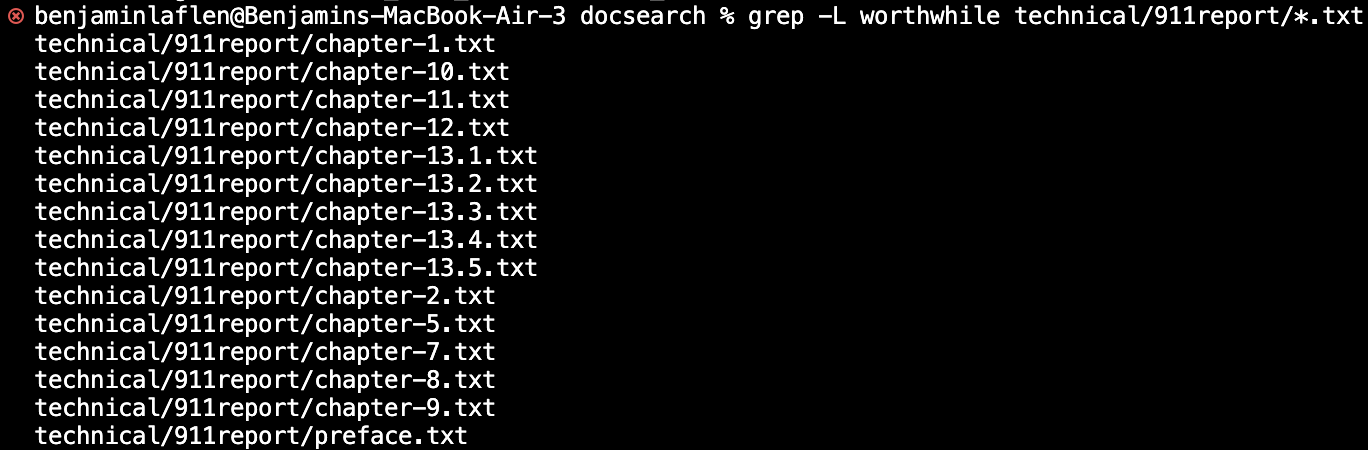 benjaminlaflen@Benjamins-MacBook-Air-3 docsearch % grep -L worthwhile technical/911report/*.txt
technical/911report/chapter-1.txt
technical/911report/chapter-10.txt
technical/911report/chapter-11.txt
technical/911report/chapter-12.txt
technical/911report/chapter-13.1.txt
technical/911report/chapter-13.2.txt
technical/911report/chapter-13.3.txt
technical/911report/chapter-13.4.txt
technical/911report/chapter-13.5.txt
technical/911report/chapter-2.txt
technical/911report/chapter-5.txt
technical/911report/chapter-7.txt
technical/911report/chapter-8.txt
technical/911report/chapter-9.txt
technical/911report/preface.txt